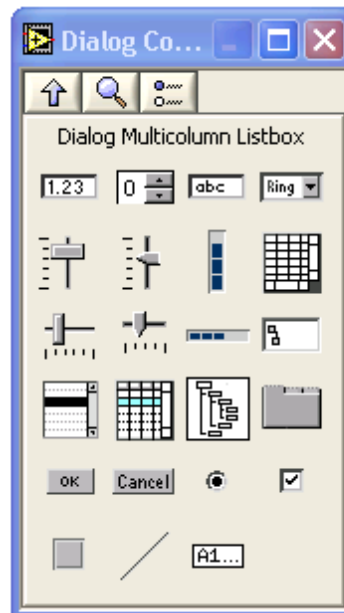 Dialog Co...
Dialog Multicolumn Listbox
1.23 0 abc Ring
OK Cancel
A1...